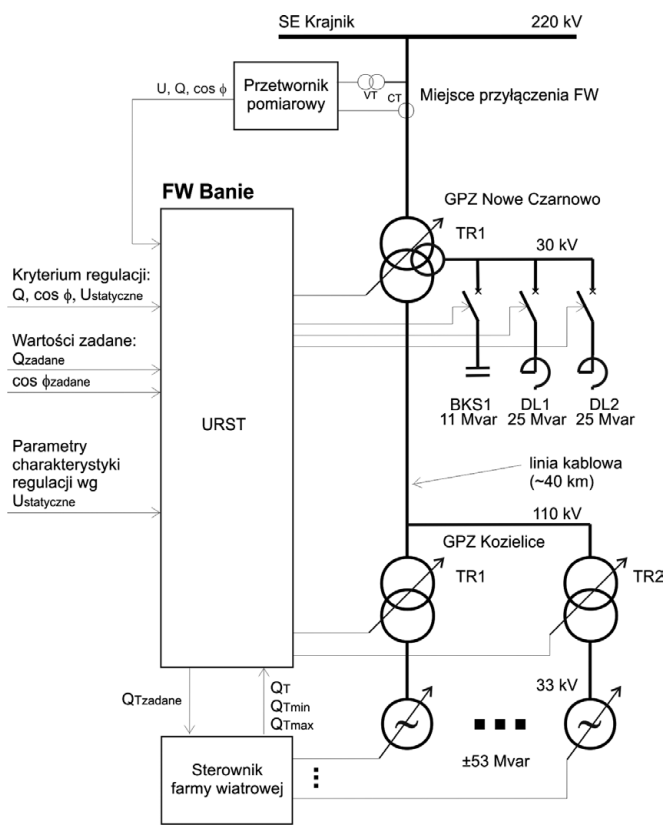 SE Krajnik
220 kV
U, Q, cos ϕ
Przetwornik
pomiarowy
VT
CT
Miejsce przyłączenia FW
FW Banie
GPZ Nowe Czarnowo
TR1
30 kV
Kryterium regulacji:
Q, cos ϕ, Ustatyczne
Wartości zadane:
Qzadane
cos ϕzadane
URST
BKS1
11 Mvar
DL1
25 Mvar
DL2
25 Mvar
Parametry
charakterystyki
regulacji wg
Ustatyczne
linia kablowa
(~40 km)
110 kV
GPZ Kozielice
TR1
TR2
QTzadane
QT
QTmin
QTmax
33 kV
~
~
±53 Mvar
Sterownik
farmy wiatrowej